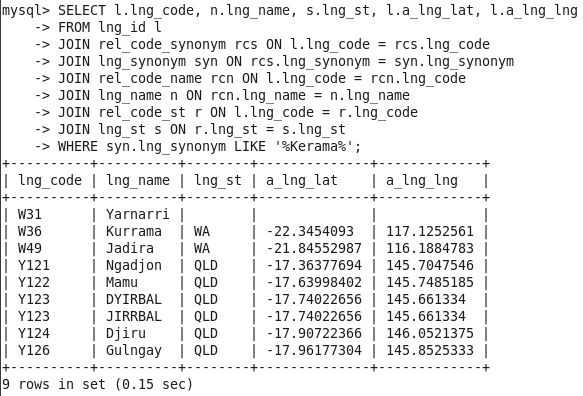 mysql> SELECT l.lng_code, n.lng_name, s.lng_st, l.a_lng_lat, l.a_lng_lng
    -> FROM lng_id l
    -> JOIN rel_code_synonym rcs ON l.lng_code = rcs.lng_code
    -> JOIN lng_synonym syn ON rcs.lng_synonym = syn.lng_synonym
    -> JOIN rel_code_name rcn ON l.lng_code = rcn.lng_code
    -> JOIN lng_name n ON rcn.lng_name = n.lng_name
    -> JOIN rel_code_st r ON l.lng_code = r.lng_code
    -> JOIN lng_st s ON r.lng_st = s.lng_st
    -> WHERE syn.lng_synonym LIKE '%Kerama%';
+----------+----------+--------+--------------+-------------+
| lng_code | lng_name | lng_st | a_lng_lat    | a_lng_lng   |
+----------+----------+--------+--------------+-------------+
| W31      | Yarnarri |        |              |             |
| W36      | Kurrama  | WA     | -22.3454093  | 117.1252561 |
| W49      | Jadira   | WA     | -21.84552987 | 116.1884783 |
| Y121     | Ngadjon  | QLD    | -17.36377694 | 145.7047546 |
| Y122     | Mamu     | QLD    | -17.63998402 | 145.7485185 |
| Y123     | DYIRBAL  | QLD    | -17.74022656 | 145.661334  |
| Y123     | JIRRBAL  | QLD    | -17.74022656 | 145.661334  |
| Y124     | Djiru    | QLD    | -17.90722366 | 146.0521375 |
| Y126     | Gulngay  | QLD    | -17.96177304 | 145.8525333 |
+----------+----------+--------+--------------+-------------+
9 rows in set (0.15 sec)